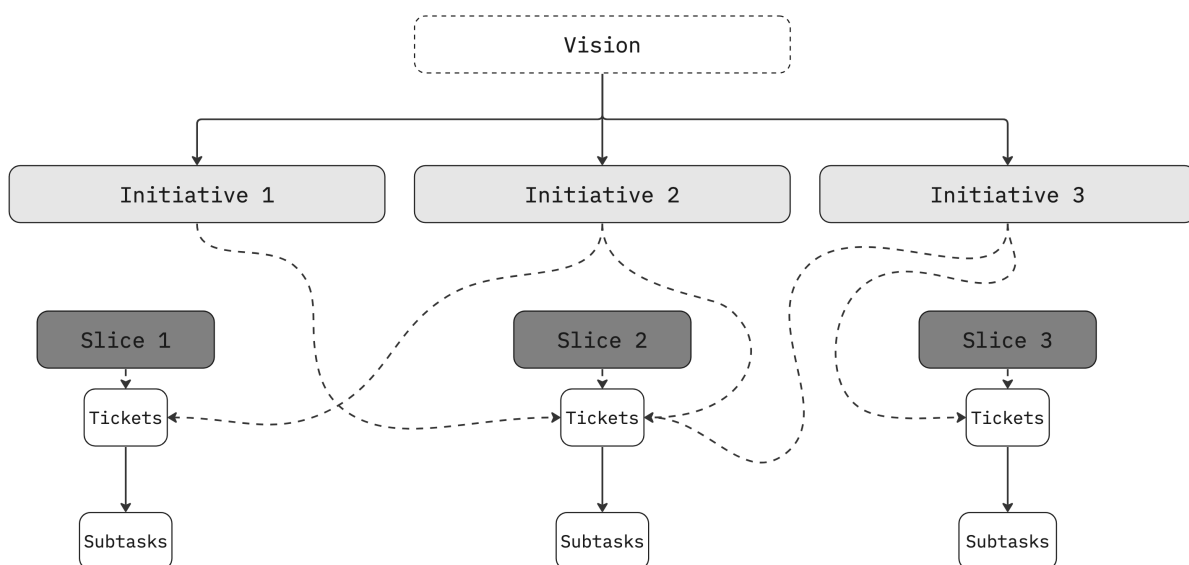 Vision
Initiative 1
Initiative 2
Initiative 3
Slice 1
Slice 2
Slice 3
Tickets
Tickets
Tickets
Subtasks
Subtasks
Subtasks